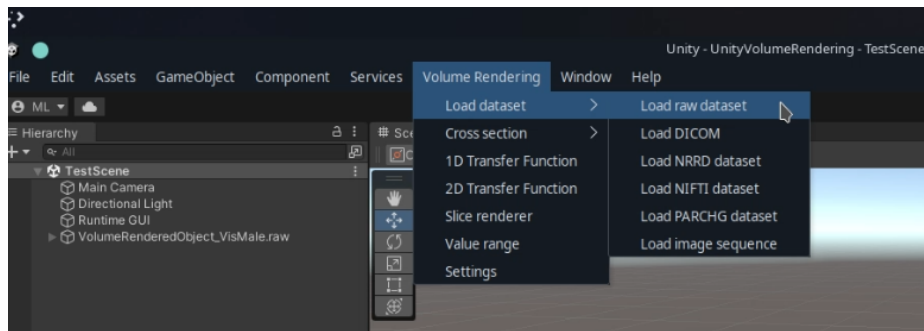 Unity - UnityVolumeRendering - TestScene
File Edit Assets GameObject Component Services Volume Rendering Window Help
ML
Load dataset
Load raw dataset
Hierarchy
Cross section
Load DICOM
All
1D Transfer Function
Load NRRD dataset
TestScene
2D Transfer Function
Load NIFTI dataset
Main Camera
Directional Light
Slice renderer
Load PARCHG dataset
Runtime GUI
VolumeRenderedObject_VisMale.raw
Value range
Load image sequence
Settings